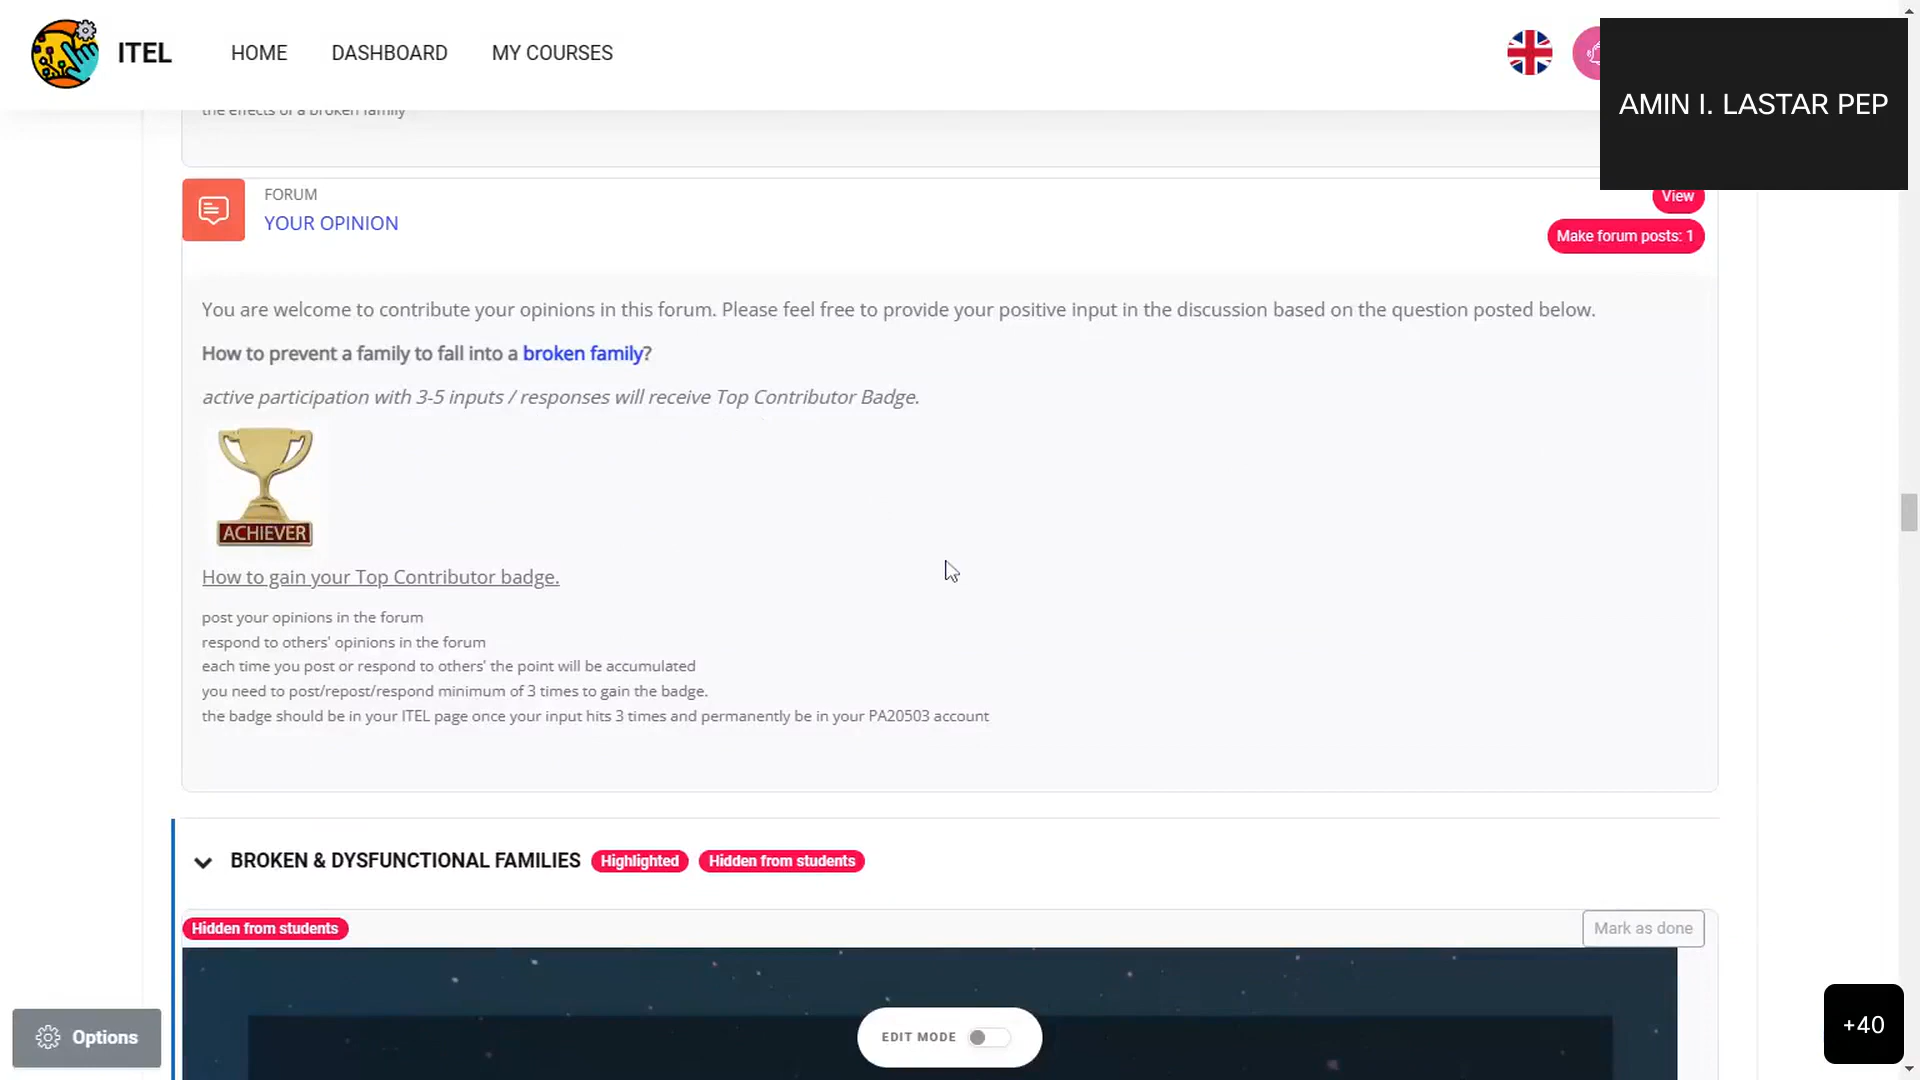 ITEL
HOME
DASHBOARD
MY COURSES
AMIN I. LASTAR PEP
the effects of a broken family
FORUM
YOUR OPINION
View
Make forum posts: 1
You are welcome to contribute your opinions in this forum. Please feel free to provide your positive input in the discussion based on the question posted below.
How to prevent a family to fall into a broken family?
active participation with 3-5 inputs / responses will receive Top Contributor Badge.
ACHIEVER
How to gain your Top Contributor badge.
post your opinions in the forum
respond to others' opinions in the forum
each time you post or respond to others' the point will be accumulated
you need to post/repost/respond minimum of 3 times to gain the badge.
the badge should be in your ITEL page once your input hits 3 times and permanently be in your PA20503 account
BROKEN & DYSFUNCTIONAL FAMILIES
Highlighted
Hidden from students
Hidden from students
Mark as done
Options
EDIT MODE
+40